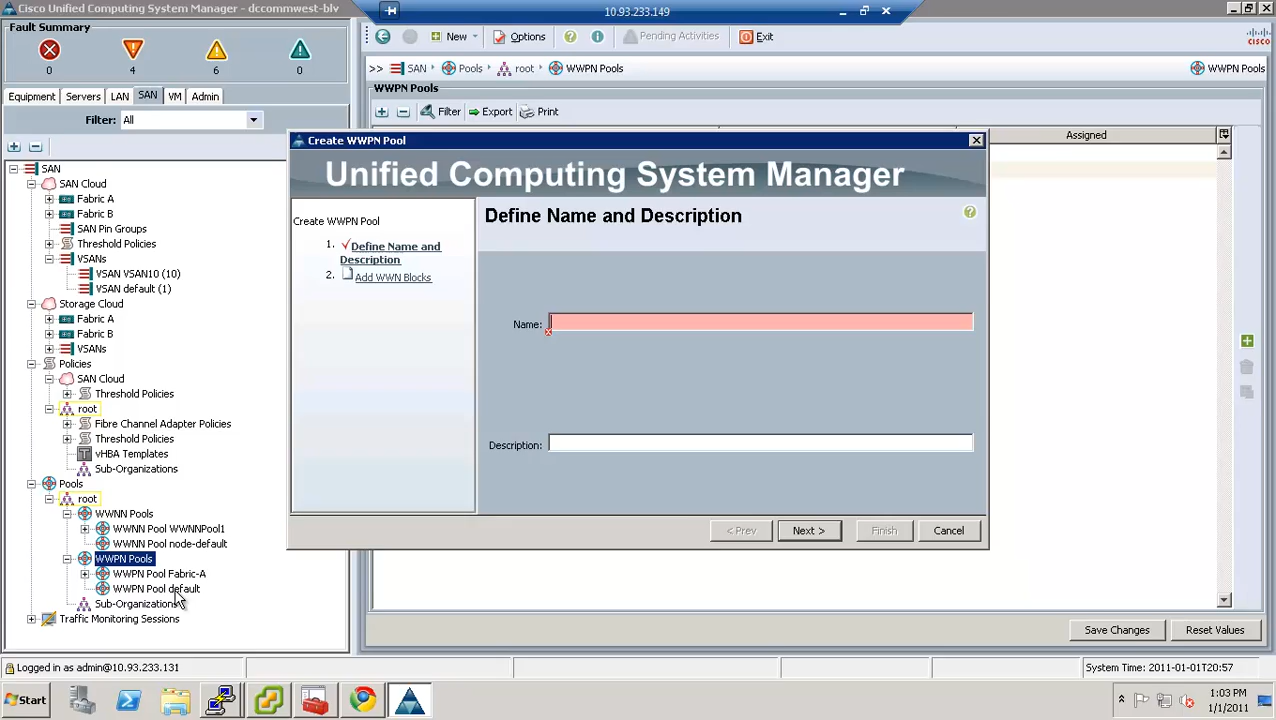 Cisco Unified Computing System Manager - dccommwest-blv
10.93.233.149
Fault Summary
0 4 6 0
New Options Pending Activities Exit
cisco
>> SAN Pools root WWPN Pools WWPN Pools
WWPN Pools
Equipment Servers LAN SAN VM Admin
Filter: All
Filter Export Print
Assigned
SAN
SAN Cloud
Fabric A
Fabric B
SAN Pin Groups
Threshold Policies
VSANs
VSAN VSAN10 (10)
VSAN default (1)
Storage Cloud
Fabric A
Fabric B
VSANs
Policies
SAN Cloud
Threshold Policies
root
Fibre Channel Adapter Policies
Threshold Policies
vHBA Templates
Sub-Organizations
Pools
root
WWNN Pools
WWNN Pool WWNNPool1
WWNN Pool node-default
WWPN Pools
WWPN Pool Fabric-A
WWPN Pool default
Sub-Organizations
Traffic Monitoring Sessions
Create WWPN Pool
Unified Computing System Manager
Create WWPN Pool
1. Define Name and
Description
2. Add WWN Blocks
Define Name and Description
Name:
Description:
< Prev Next > Finish Cancel
Save Changes Reset Values
Logged in as admin@10.93.233.131
System Time: 2011-01-01T20:57
Start
1:03 PM
1/1/2011